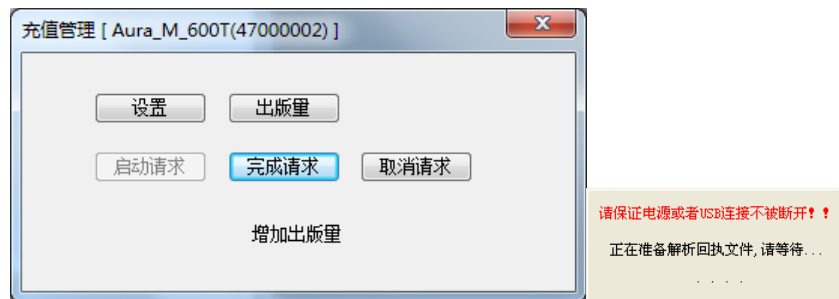 充值管理 [ Aura_M_600T(47000002) ]
设置 出版量
启动请求 完成请求 取消请求
增加出版量
请保证电源或者USB连接不被断开！！
正在准备解析回执文件,请等待...
. . . .